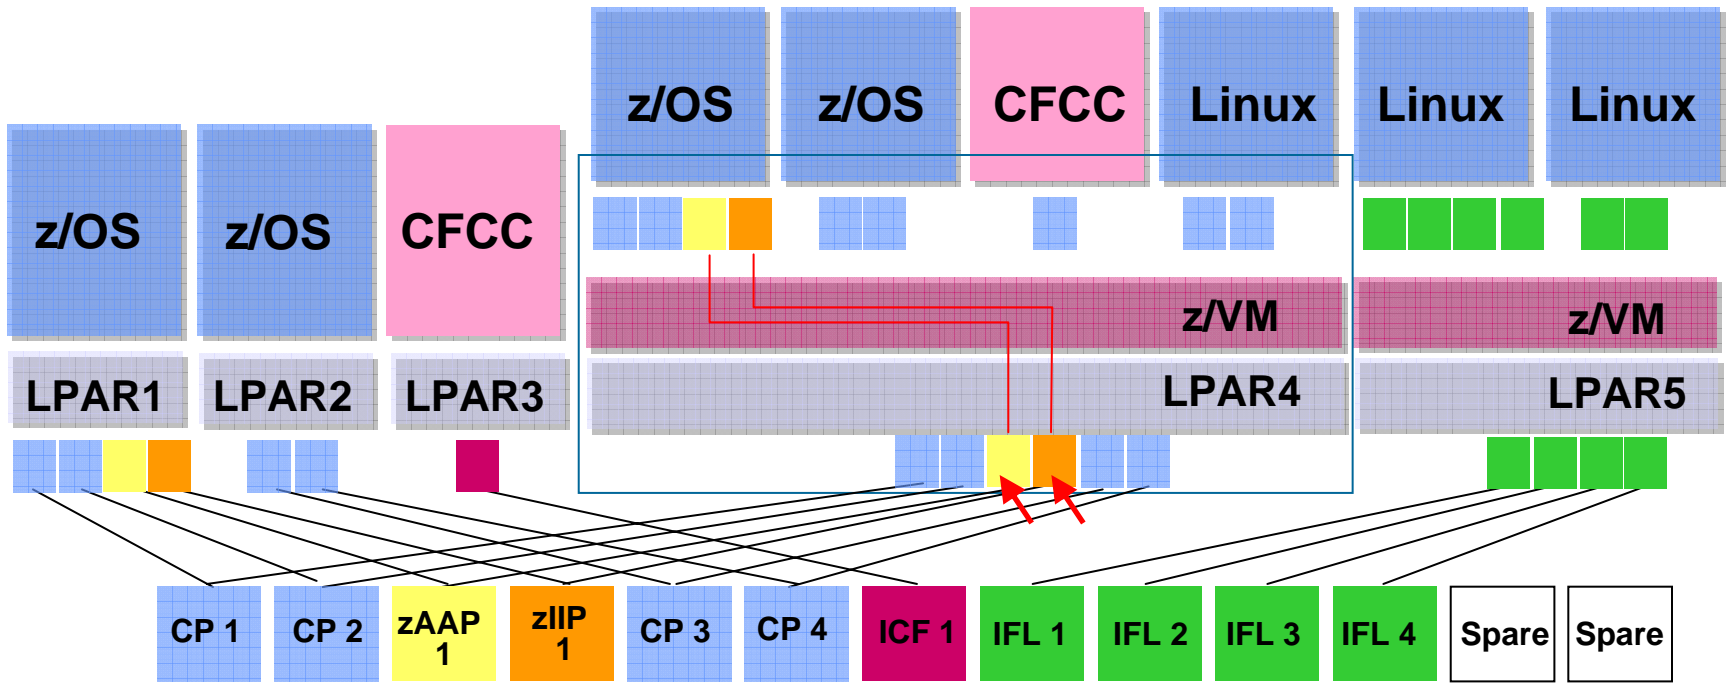 z/OS
z/OS
CFCC
Linux
Linux
Linux
z/OS
z/OS
CFCC
z/VM
z/VM
LPAR1
LPAR2
LPAR3
LPAR4
LPAR5
CP 1
CP 2
zAAP
1
zIIP
1
CP 3
CP 4
ICF 1
IFL 1
IFL 2
IFL 3
IFL 4
Spare
Spare